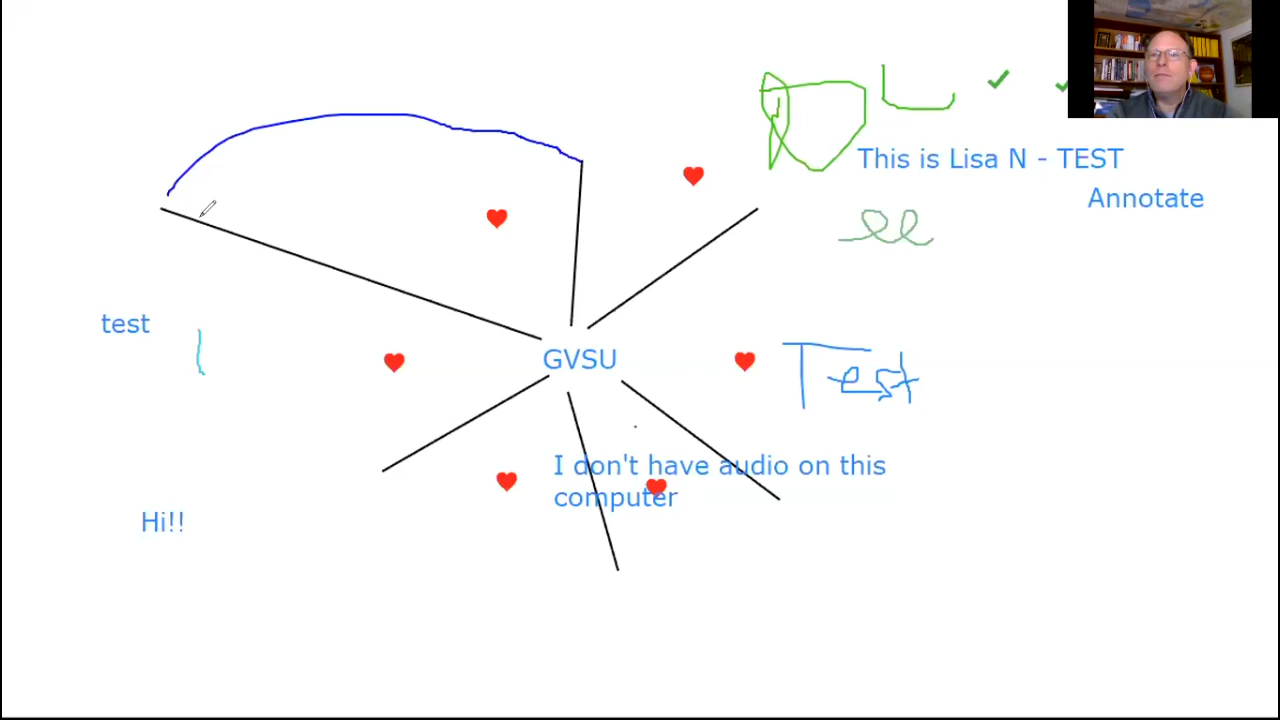 This is Lisa N - TEST
Annotate
test
GVSU
Test
I don't have audio on this
computer
Hi!!